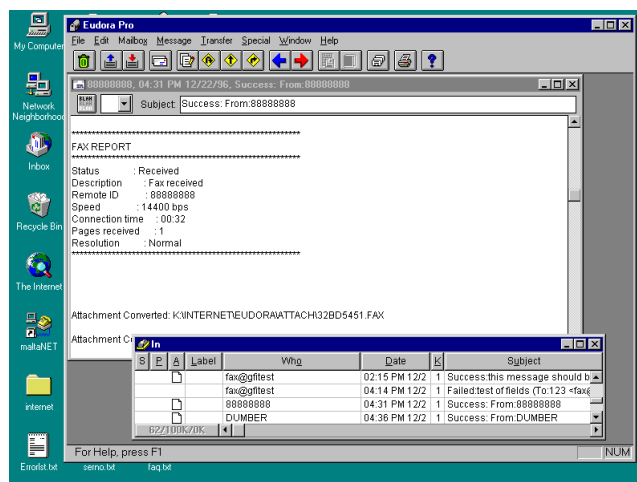 My Computer
Network
Neighborhood
Inbox
Recycle Bin
The Internet
maltaNET
internet
Errorlst.txt
serno.txt
faq.txt
Eudora Pro
File Edit Mailbox Message Transfer Special Window Help
88888888, 04:31 PM 12/22/96, Success: From:88888888
Subject: Success: From:88888888
*****************************************************
FAX REPORT
*****************************************************
Status : Received
Description : Fax received
Remote ID : 88888888
Speed : 14400 bps
Connection time : 00:32
Pages received : 1
Resolution : Normal
*****************************************************
Attachment Converted: K:\INTERNET\EUDORA\ATTACH\32BD5451.FAX
Attachment C
In
S P A Label Who Date K Subject
fax@gfitest 02:15 PM 12/2 1 Success:this message should b
fax@gfitest 04:14 PM 12/2 1 Failed:test of fields (To:123 <fax@
88888888 04:31 PM 12/2 1 Success: From:88888888
DUMBER 04:36 PM 12/2 1 Success: From:DUMBER
62/100K/0K
For Help, press F1
NUM